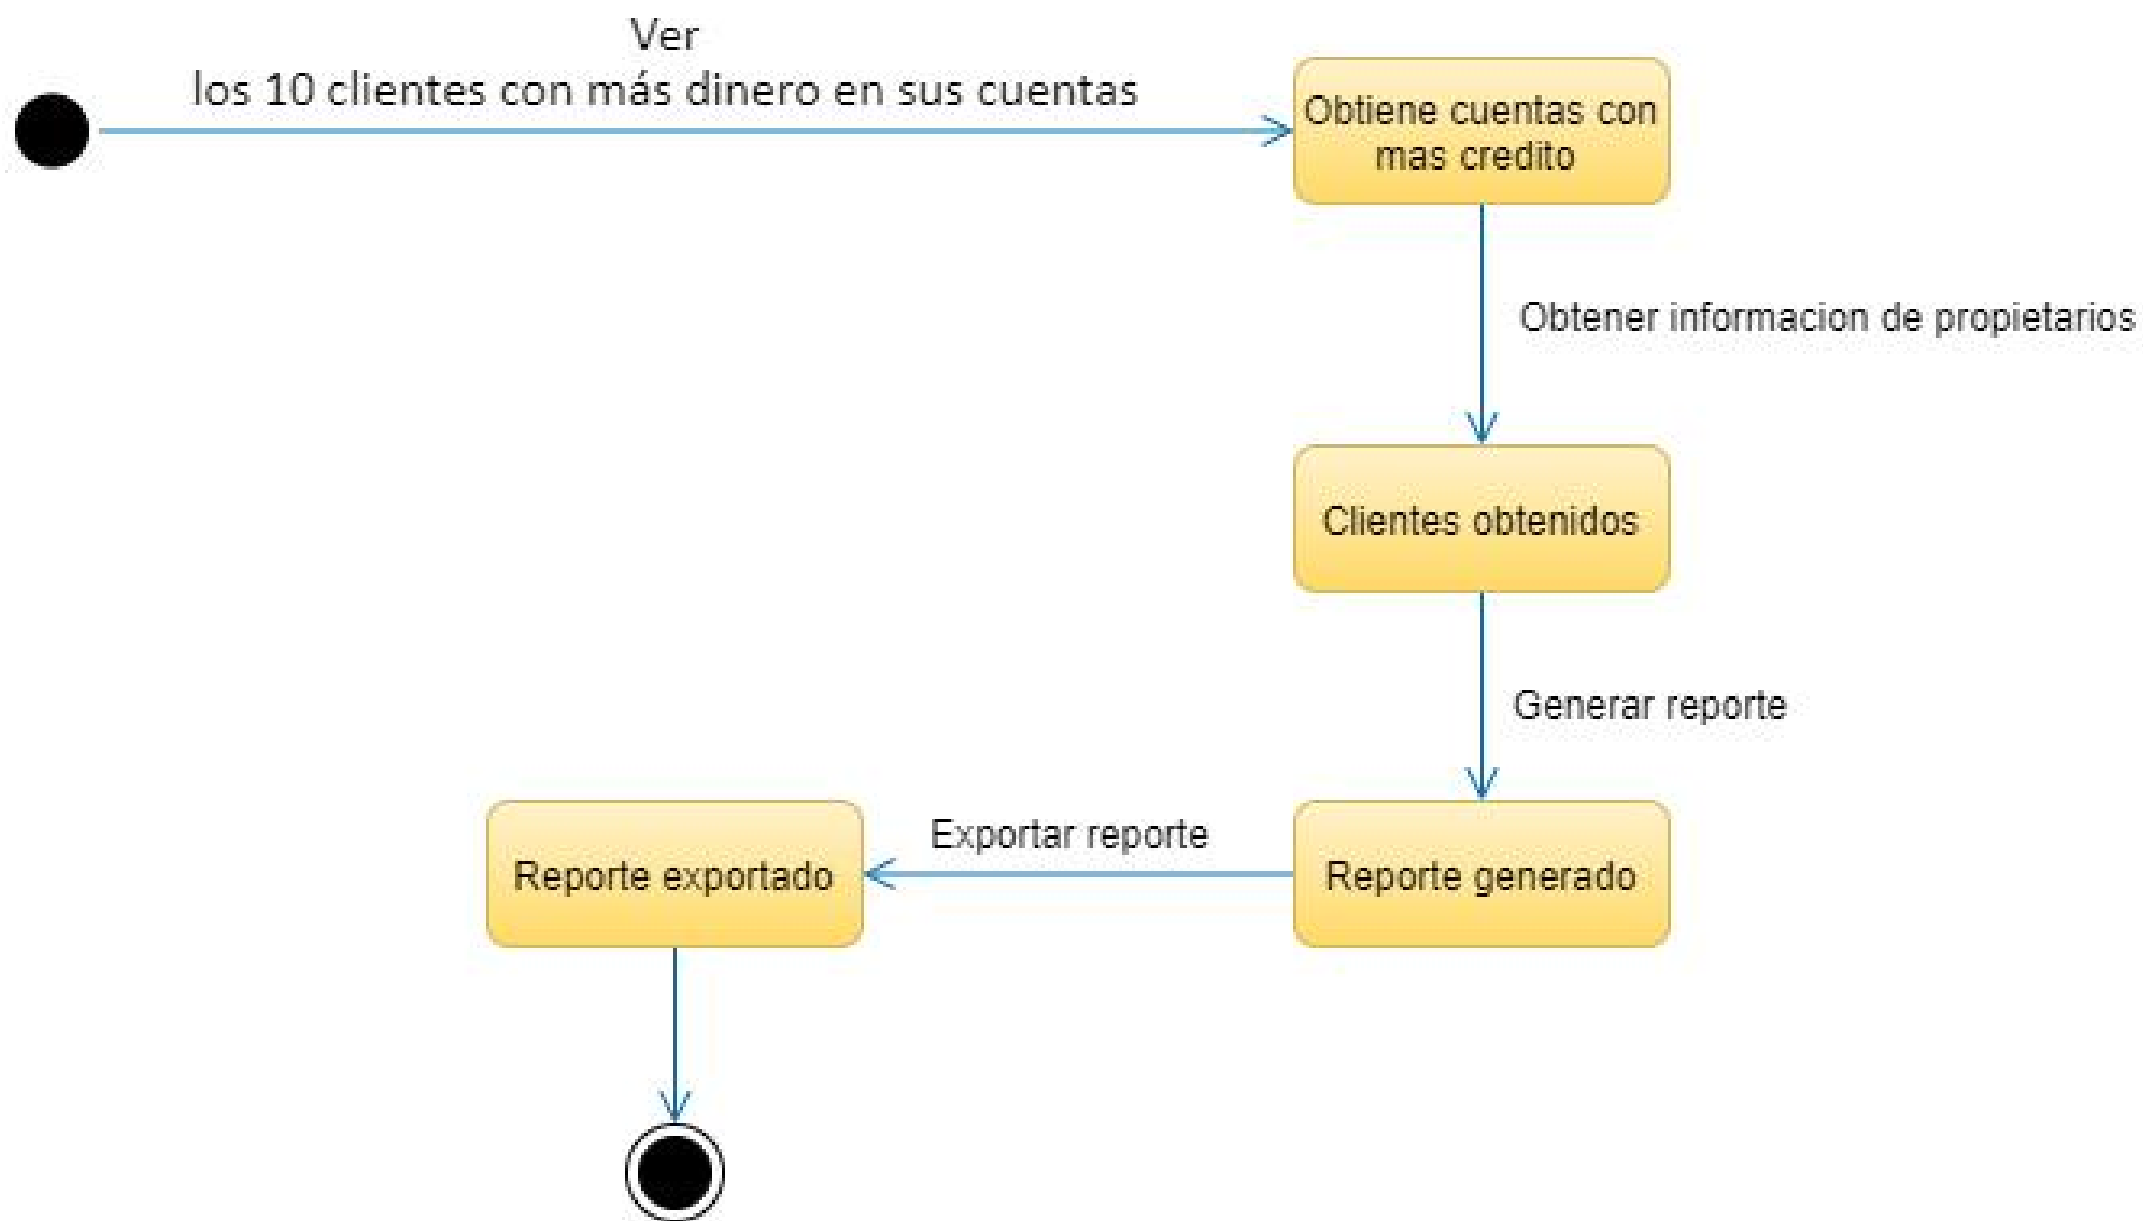 Ver
los 10 clientes con más dinero en sus cuentas
Obtiene cuentas con
mas credito
Obtener informacion de propietarios
Clientes obtenidos
Generar reporte
Exportar reporte
Reporte exportado
Reporte generado